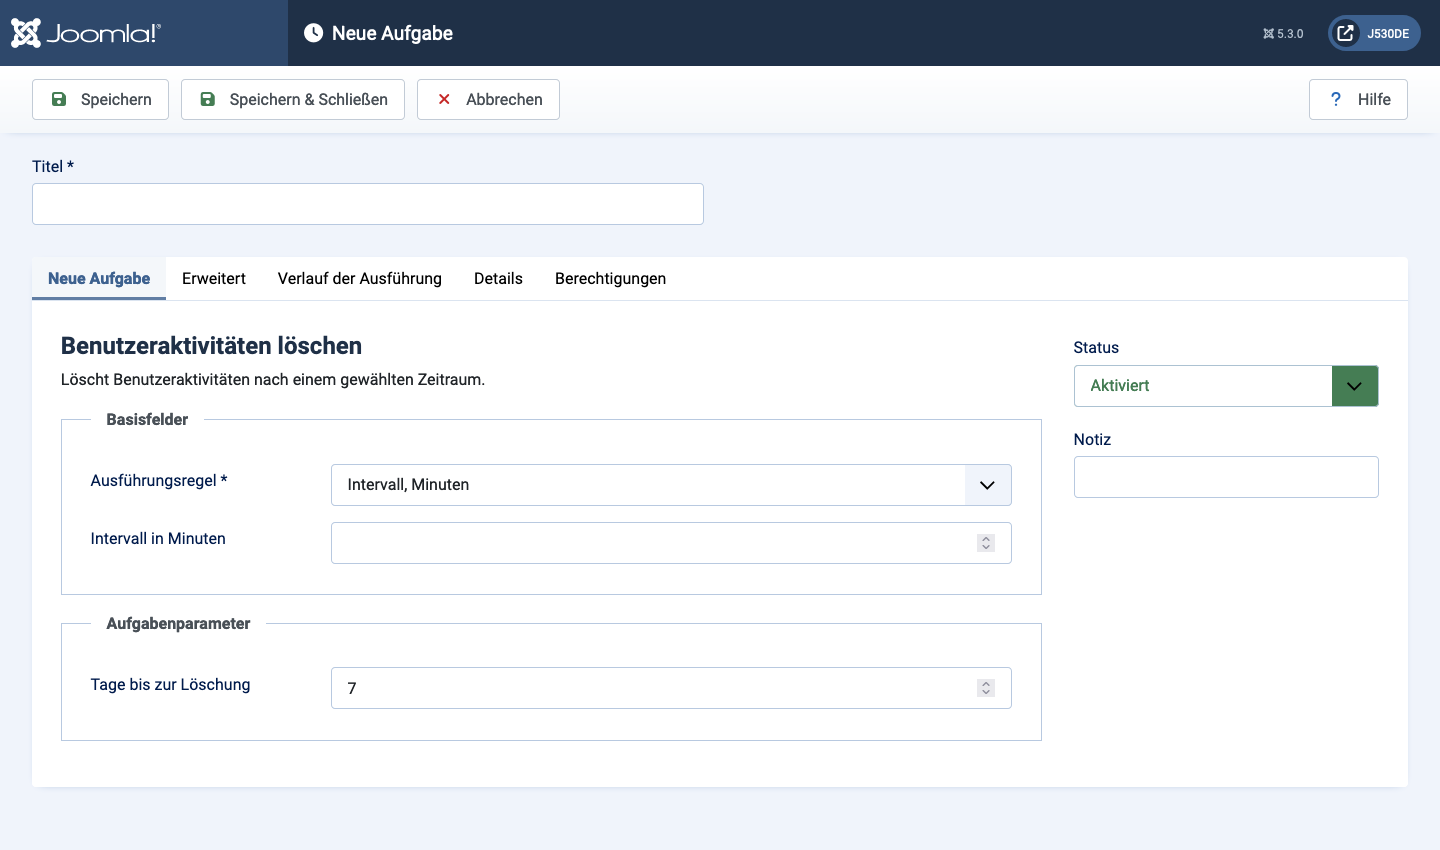 Joomla!®
Neue Aufgabe
5.3.0
J530DE
Speichern
Speichern & Schließen
Abbrechen
? Hilfe
Titel *
Neue Aufgabe
Erweitert
Verlauf der Ausführung
Details
Berechtigungen
Benutzeraktivitäten löschen
Löscht Benutzeraktivitäten nach einem gewählten Zeitraum.
Basisfelder
Ausführungsregel *
Intervall, Minuten
Intervall in Minuten
Aufgabenparameter
Tage bis zur Löschung
7
Status
Aktiviert
Notiz